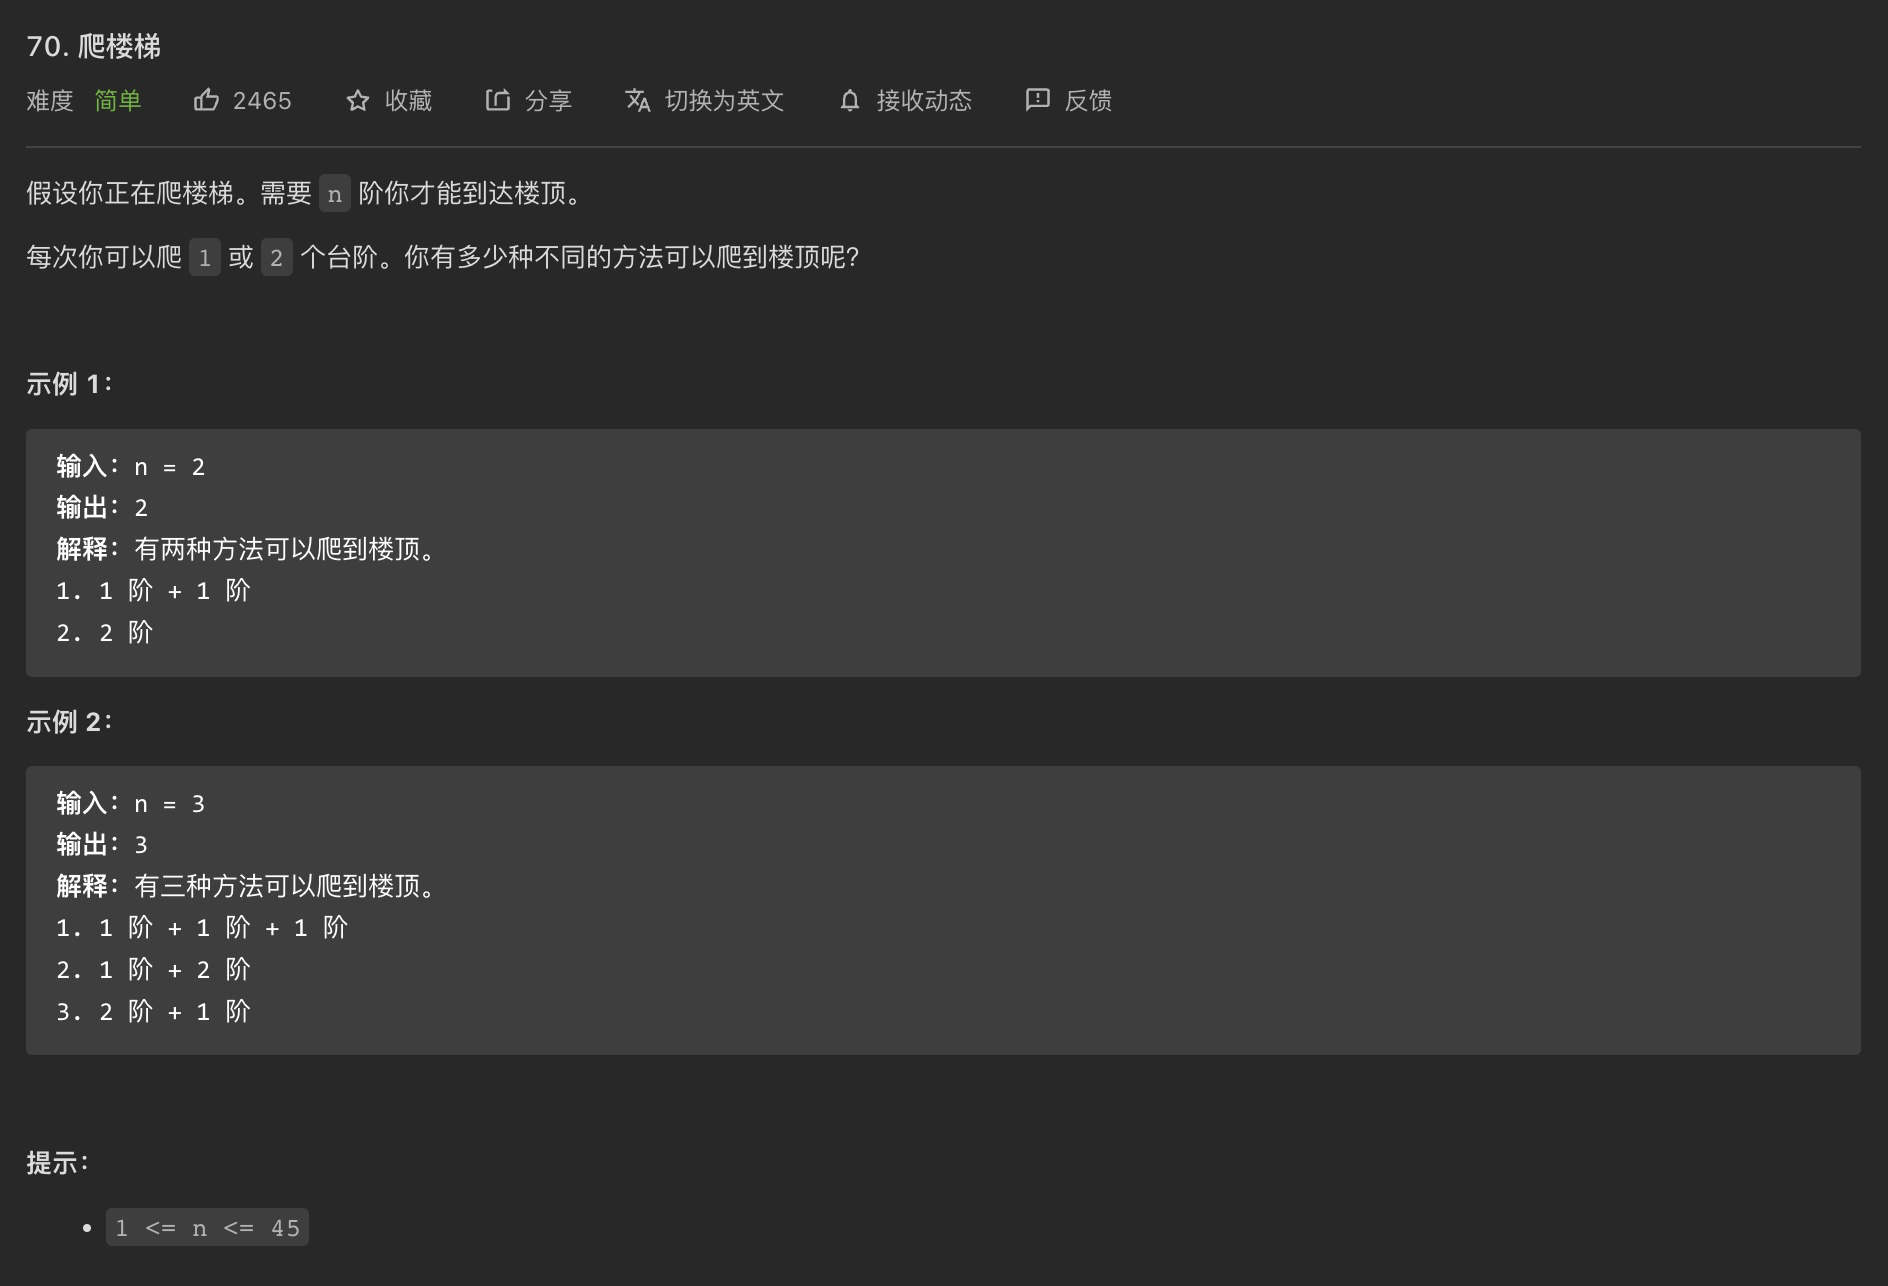 70. 爬楼梯
难度 简单 2465 收藏 分享 切换为英文 接收动态 反馈
假设你正在爬楼梯。需要 n 阶你才能到达楼顶。
每次你可以爬 1 或 2 个台阶。你有多少种不同的方法可以爬到楼顶呢?
示例 1:
输入: n = 2
输出: 2
解释: 有两种方法可以爬到楼顶。
1. 1 阶 + 1 阶
2. 2 阶
示例 2:
输入: n = 3
输出: 3
解释: 有三种方法可以爬到楼顶。
1. 1 阶 + 1 阶 + 1 阶
2. 1 阶 + 2 阶
3. 2 阶 + 1 阶
提示:
• 1 <= n <= 45